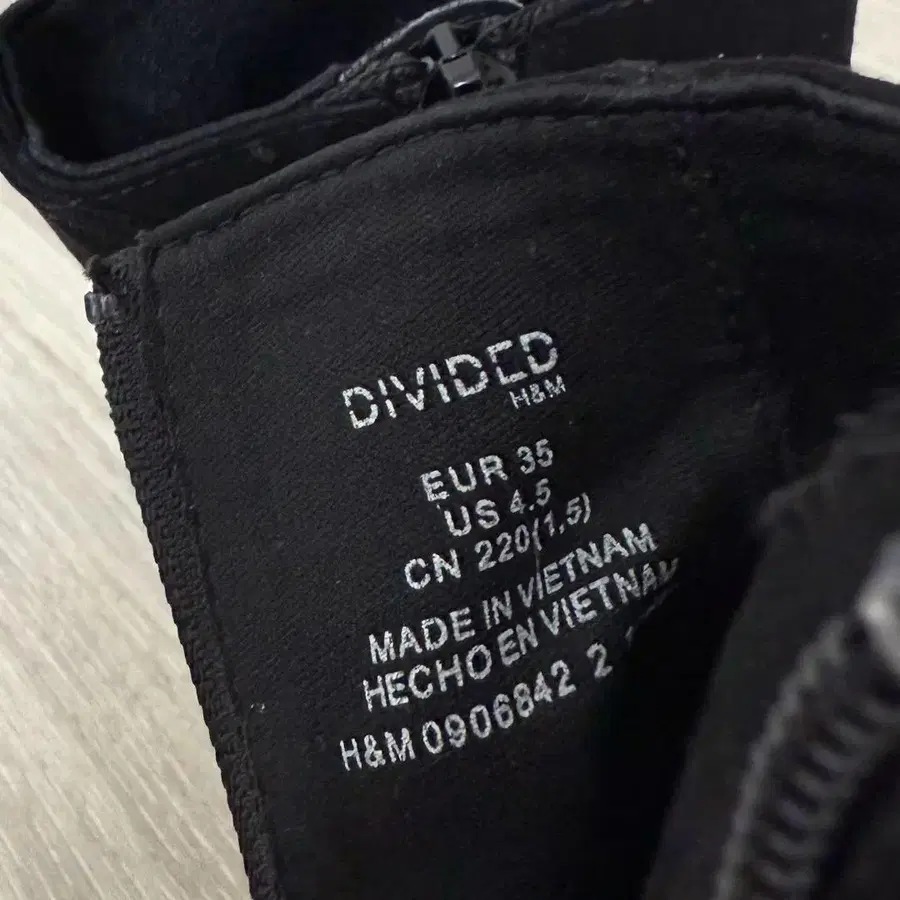 DIVIDED
H&M
EUR 35
US 4.5
CN 220(1,5)
MADE IN VIETNAM
HECHO EN VIETNAM
H&M 0906842 2